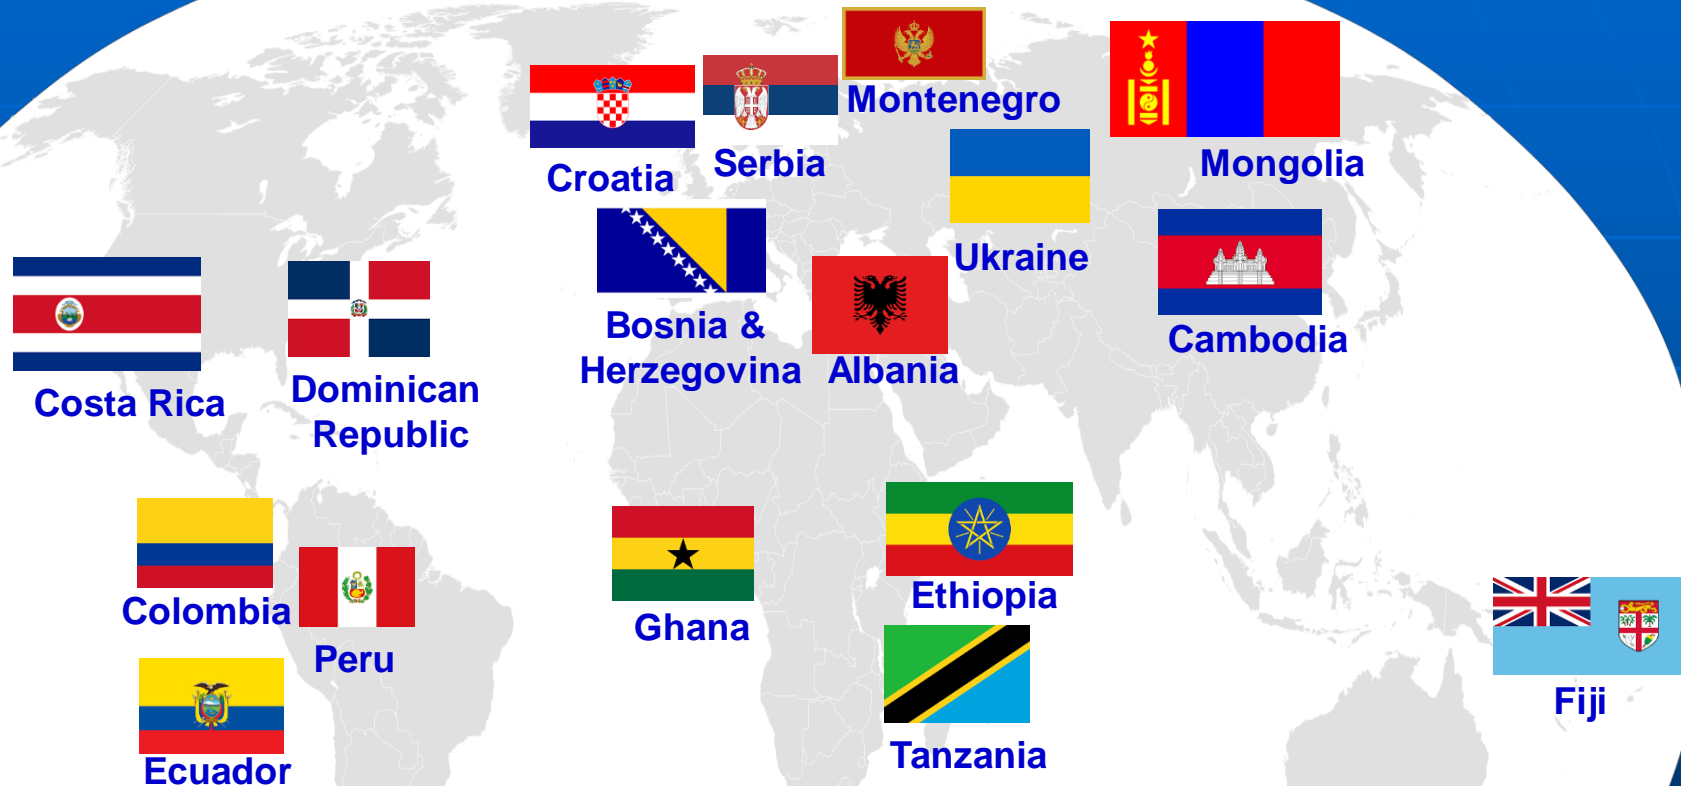 Montenegro
Croatia
Serbia
Mongolia
Ukraine
Bosnia &
Herzegovina
Albania
Cambodia
Costa Rica
Dominican
Republic
Colombia
Peru
Ecuador
Ghana
Ethiopia
Tanzania
Fiji